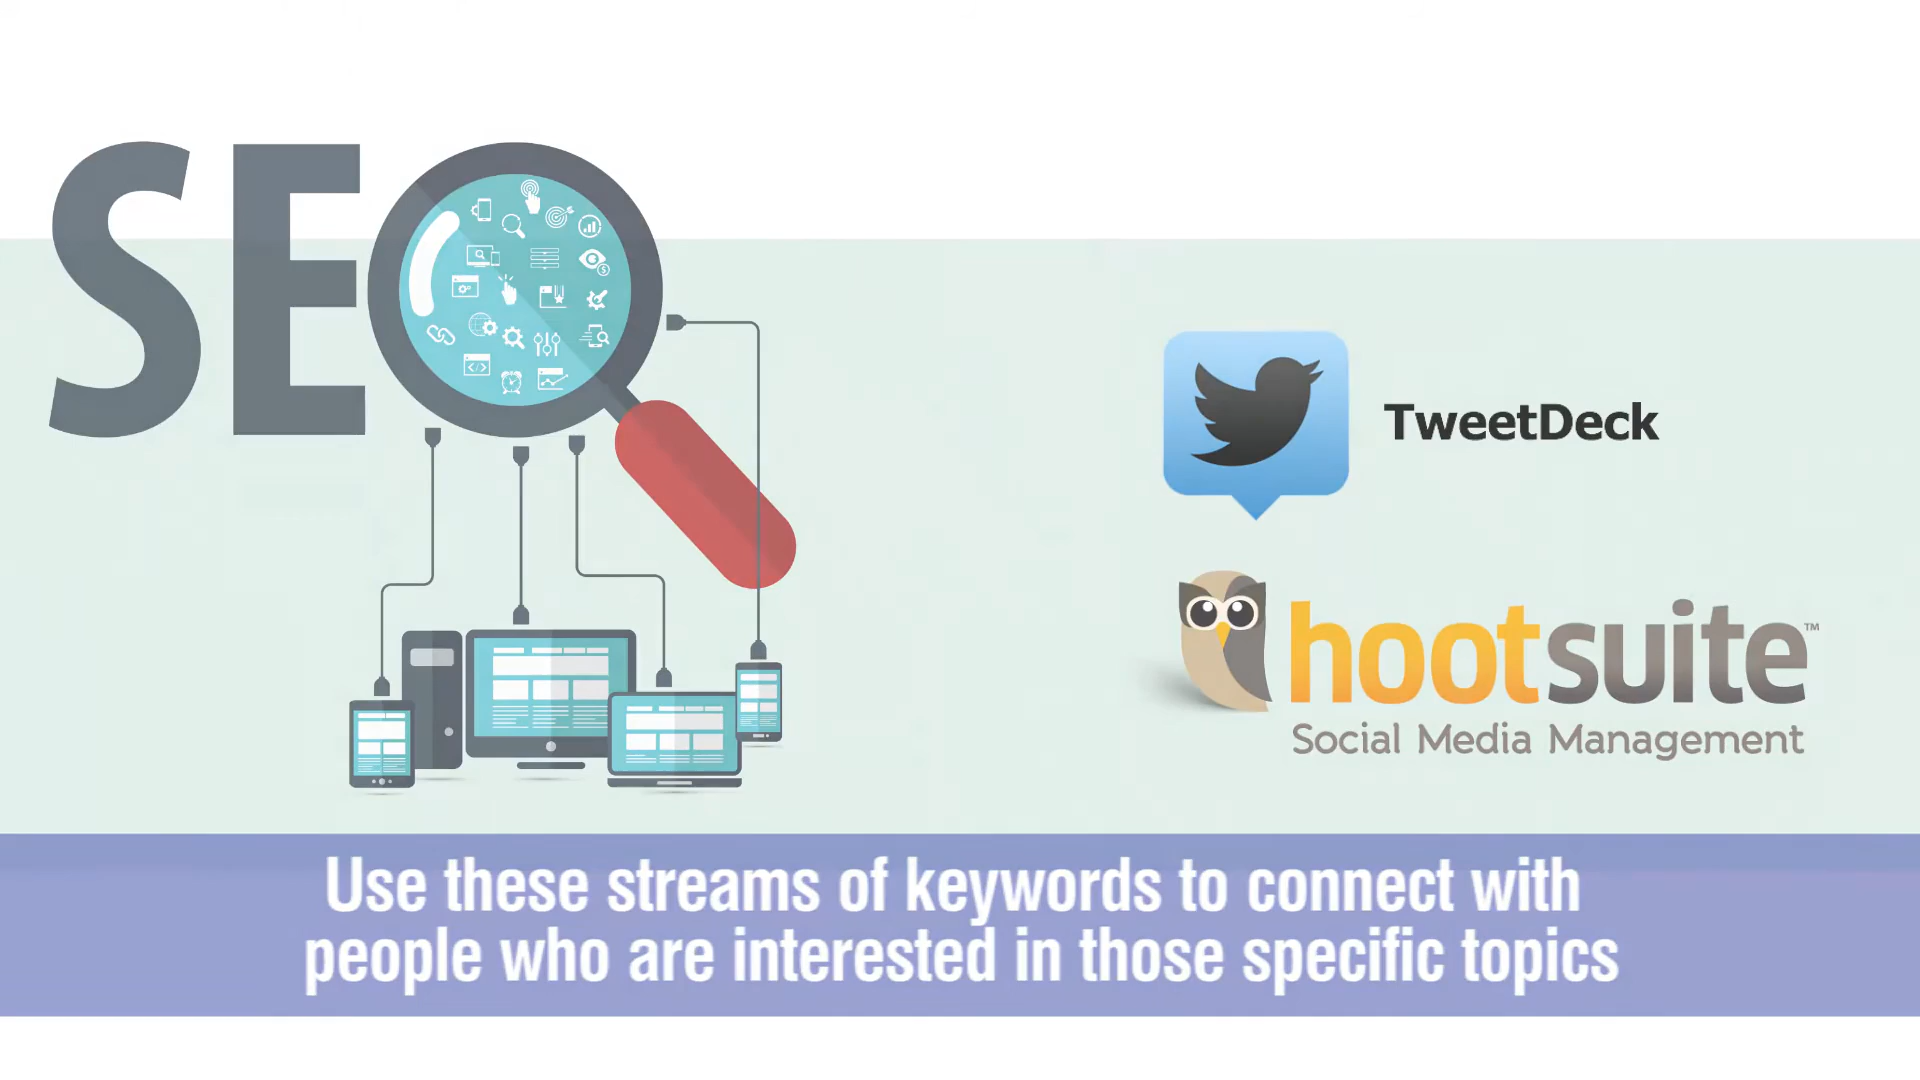 SEO
TweetDeck
hootsuite™
Social Media Management
Use these streams of keywords to connect with
people who are interested in those specific topics